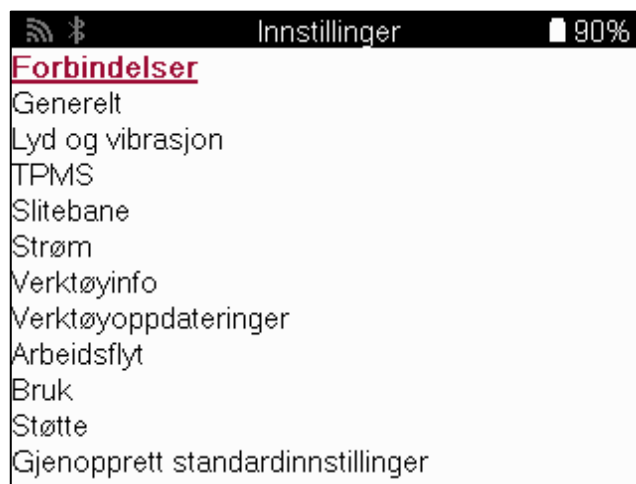 Innstillinger 90%
Forbindelser
Generelt
Lyd og vibrasjon
TPMS
Slitebane
Strøm
Verktøyinfo
Verktøyoppdateringer
Arbeidsflyt
Bruk
Støtte
Gjenopprett standardinnstillinger